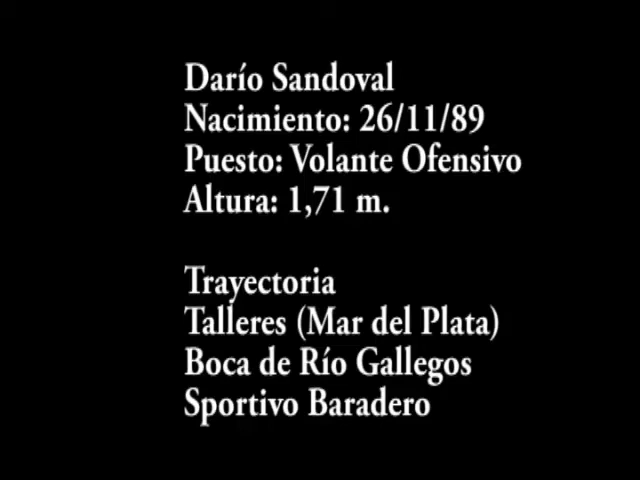 Darío Sandoval
Nacimiento: 26/11/89
Puesto: Volante Ofensivo
Altura: 1,71 m.
Trayectoria
Talleres (Mar del Plata)
Boca de Río Gallegos
Sportivo Baradero